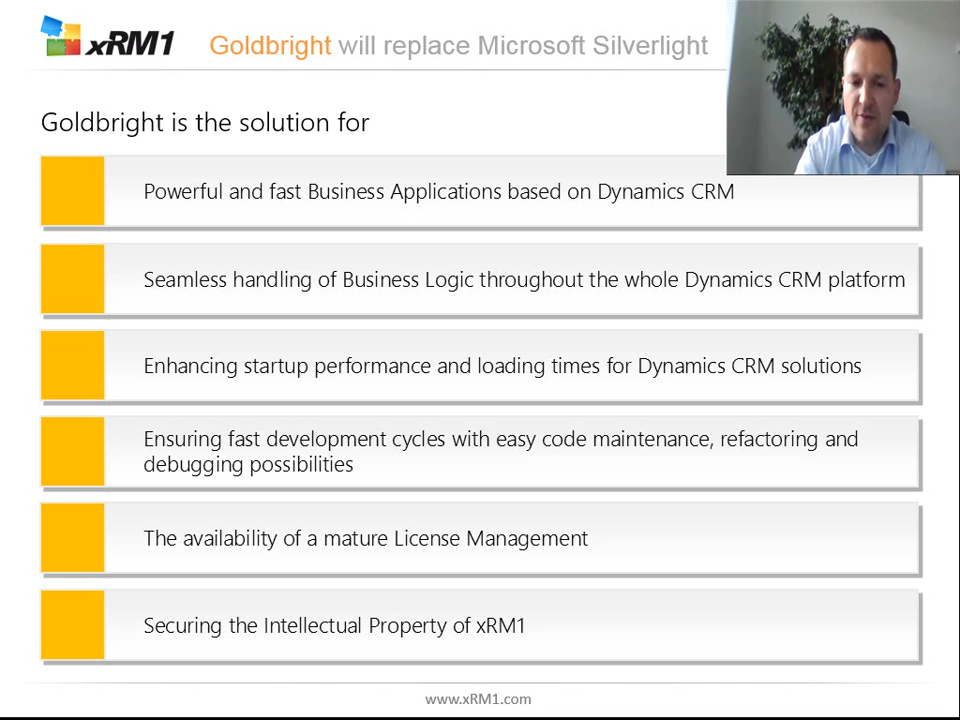 xRM1
Goldbright will replace Microsoft Silverlight
Goldbright is the solution for
Powerful and fast Business Applications based on Dynamics CRM
Seamless handling of Business Logic throughout the whole Dynamics CRM platform
Enhancing startup performance and loading times for Dynamics CRM solutions
Ensuring fast development cycles with easy code maintenance, refactoring and
debugging possibilities
The availability of a mature License Management
Securing the Intellectual Property of xRM1
www.xRM1.com